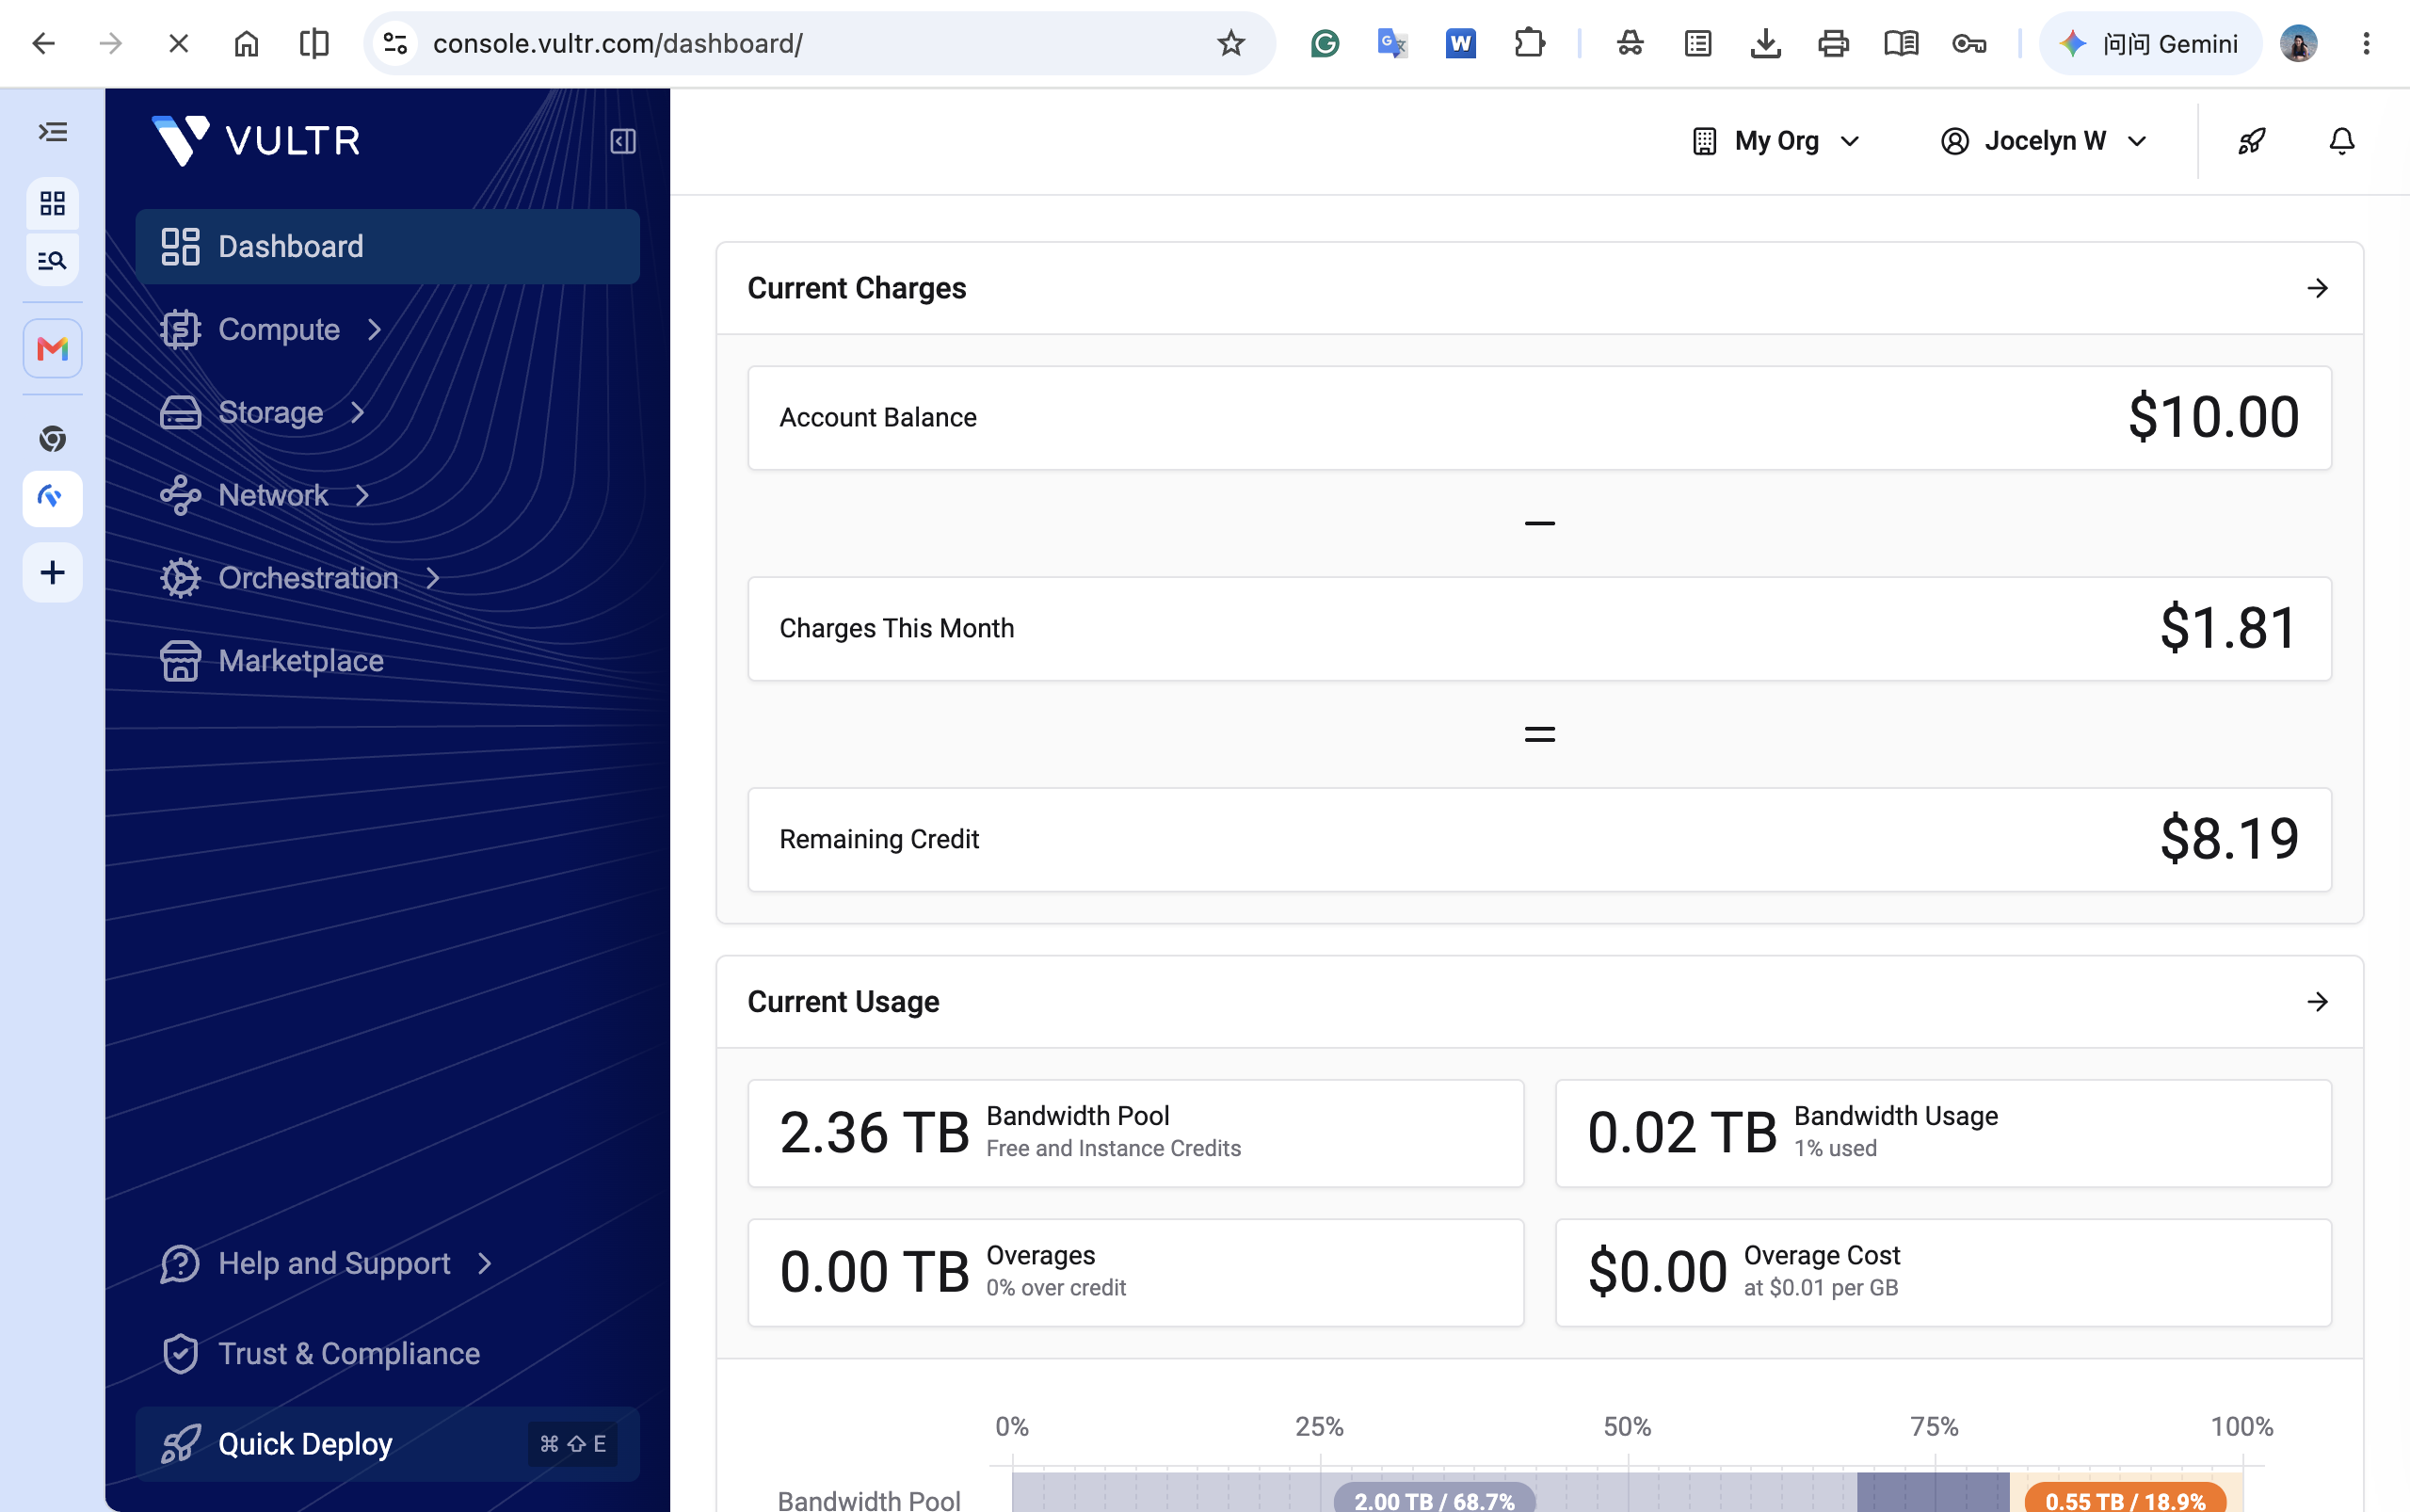 console.vultr.com/dashboard/
问问 Gemini
VULTR
My Org
Jocelyn W
Dashboard
Compute
Storage
Network
Orchestration
Marketplace
Help and Support
Trust & Compliance
Quick Deploy
⌘ ⇧ E
Current Charges
Account Balance
$10.00
Charges This Month
$1.81
Remaining Credit
$8.19
Current Usage
2.36 TB
Bandwidth Pool
Free and Instance Credits
0.02 TB
Bandwidth Usage
1% used
0.00 TB
Overages
0% over credit
$0.00
Overage Cost
at $0.01 per GB
0% 25% 50% 75% 100%
Bandwidth Pool
2.00 TB / 68.7%
0.55 TB / 18.9%